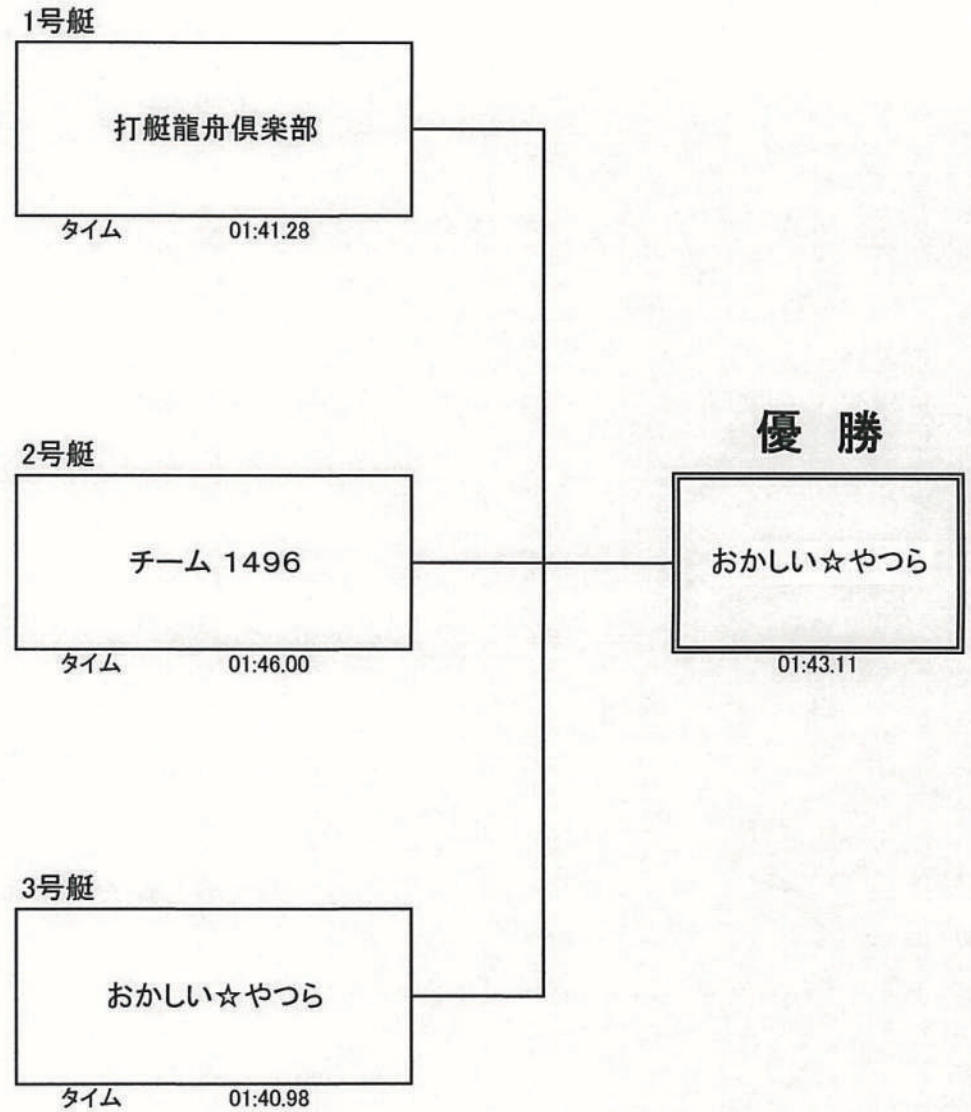 1号艇
打艇龍舟倶楽部
タイム 01:41.28
2号艇
チーム 1496
タイム 01:46.00
優 勝
おかしい☆やつら
01:43.11
3号艇
おかしい☆やつら
タイム 01:40.98